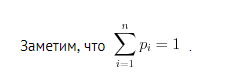 Заметим, что $\sum_{i=1}^{n} p_i = 1$ .